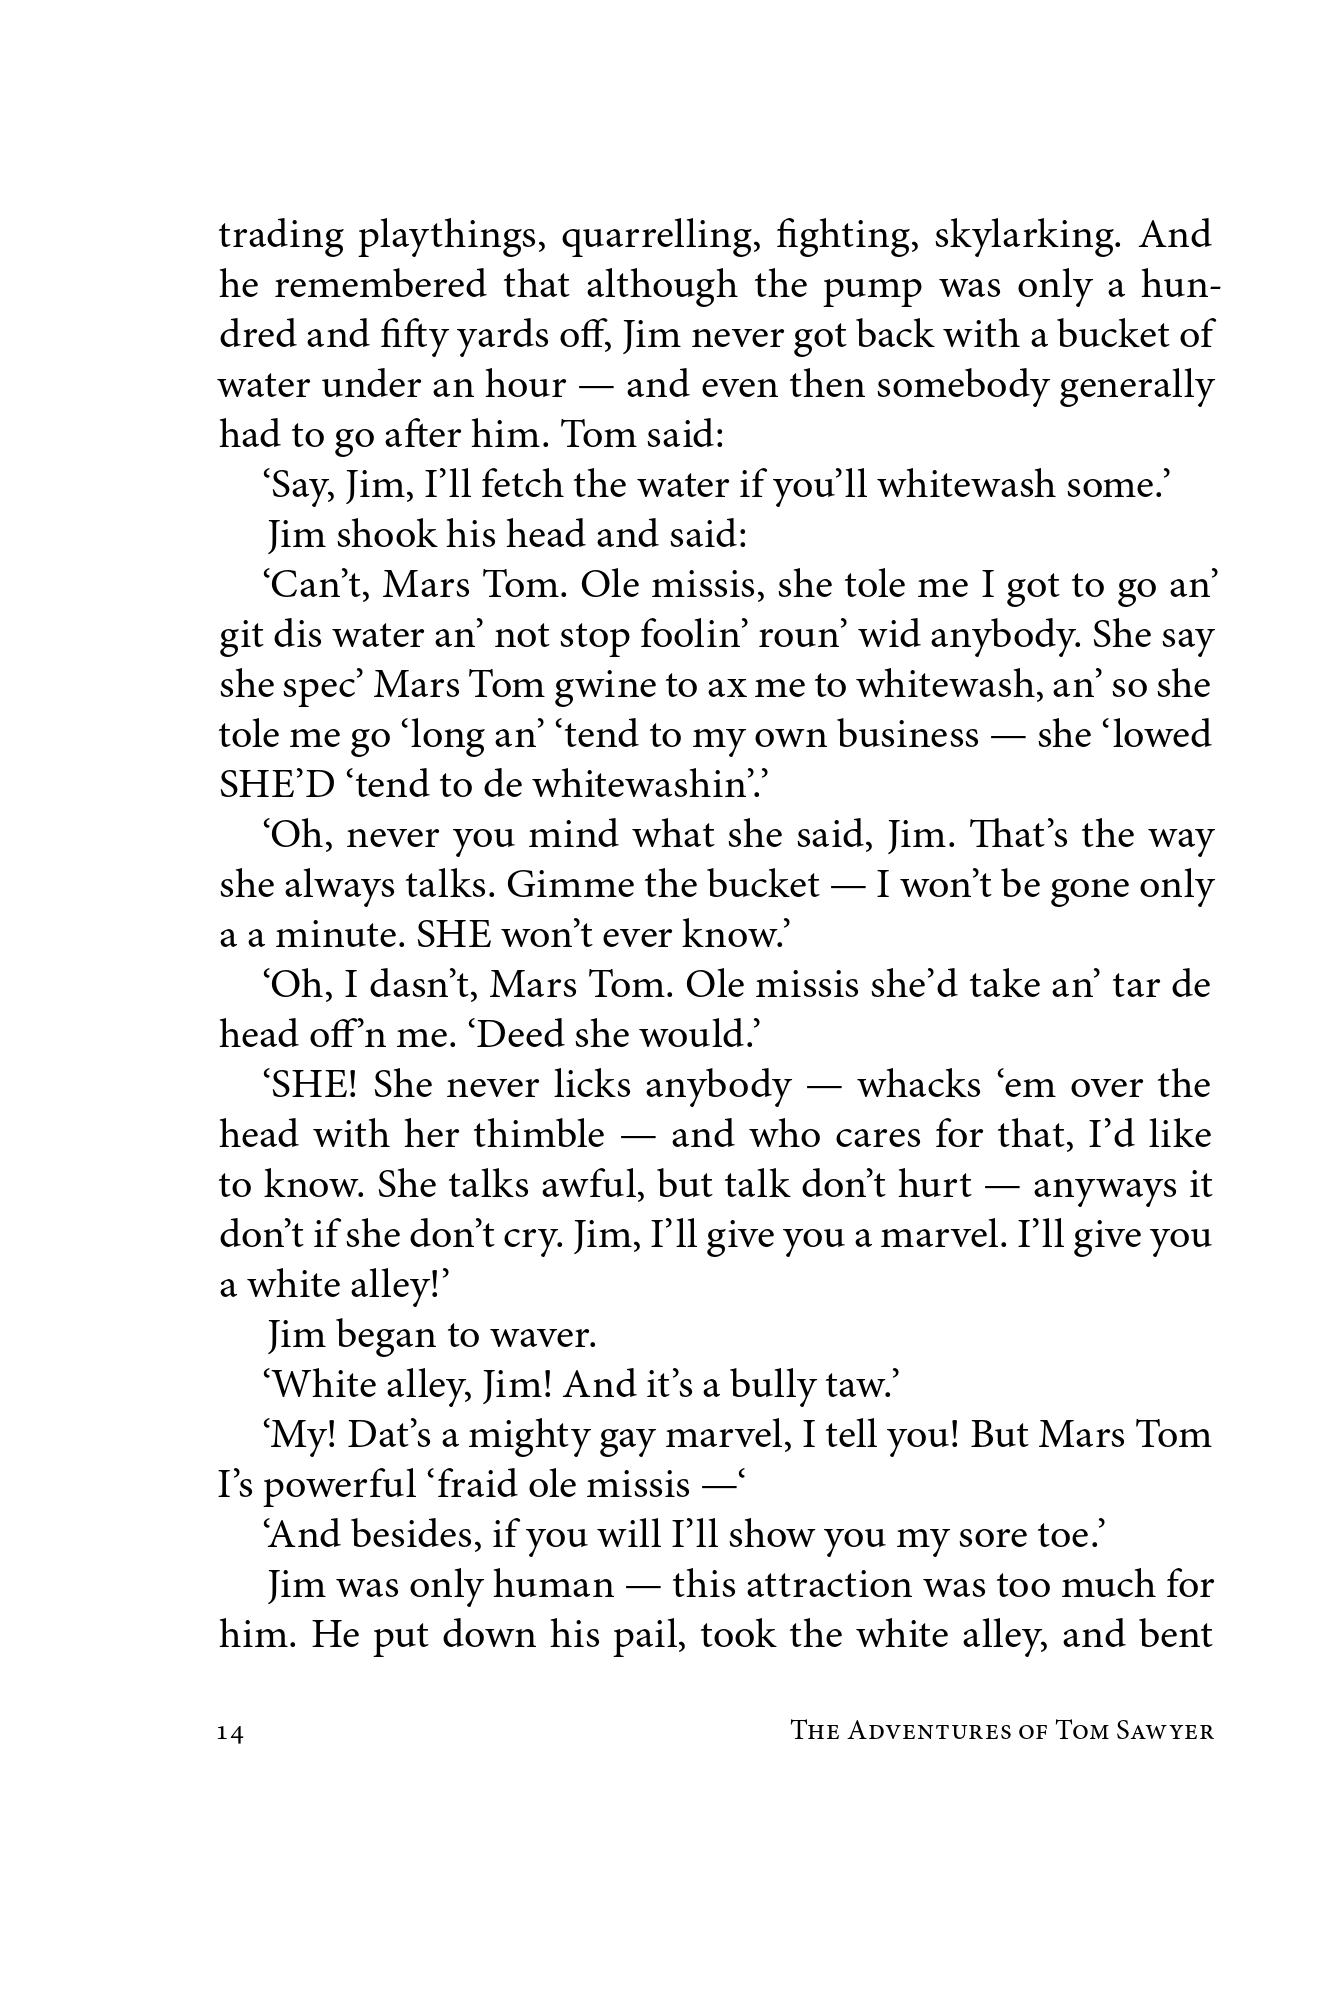 trading playthings, quarrelling, fighting, skylarking. And
he remembered that although the pump was only a hun-
dred and fifty yards off, Jim never got back with a bucket of
water under an hour — and even then somebody generally
had to go after him. Tom said:
‘Say, Jim, I’ll fetch the water if you’ll whitewash some.’
Jim shook his head and said:
‘Can’t, Mars Tom. Ole missis, she tole me I got to go an’
git dis water an’ not stop foolin’ roun’ wid anybody. She say
she spec’ Mars Tom gwine to ax me to whitewash, an’ so she
tole me go ‘long an’ ‘tend to my own business — she ‘lowed
SHE’D ‘tend to de whitewashin’.’
‘Oh, never you mind what she said, Jim. That’s the way
she always talks. Gimme the bucket — I won’t be gone only
a a minute. SHE won’t ever know.’
‘Oh, I dasn’t, Mars Tom. Ole missis she’d take an’ tar de
head off’n me. ‘Deed she would.’
‘SHE! She never licks anybody — whacks ‘em over the
head with her thimble — and who cares for that, I’d like
to know. She talks awful, but talk don’t hurt — anyways it
don’t if she don’t cry. Jim, I’ll give you a marvel. I’ll give you
a white alley!’
Jim began to waver.
‘White alley, Jim! And it’s a bully taw.’
‘My! Dat’s a mighty gay marvel, I tell you! But Mars Tom
I’s powerful ‘fraid ole missis —‘
‘And besides, if you will I’ll show you my sore toe.’
Jim was only human — this attraction was too much for
him. He put down his pail, took the white alley, and bent
14 The Adventures of Tom Sawyer